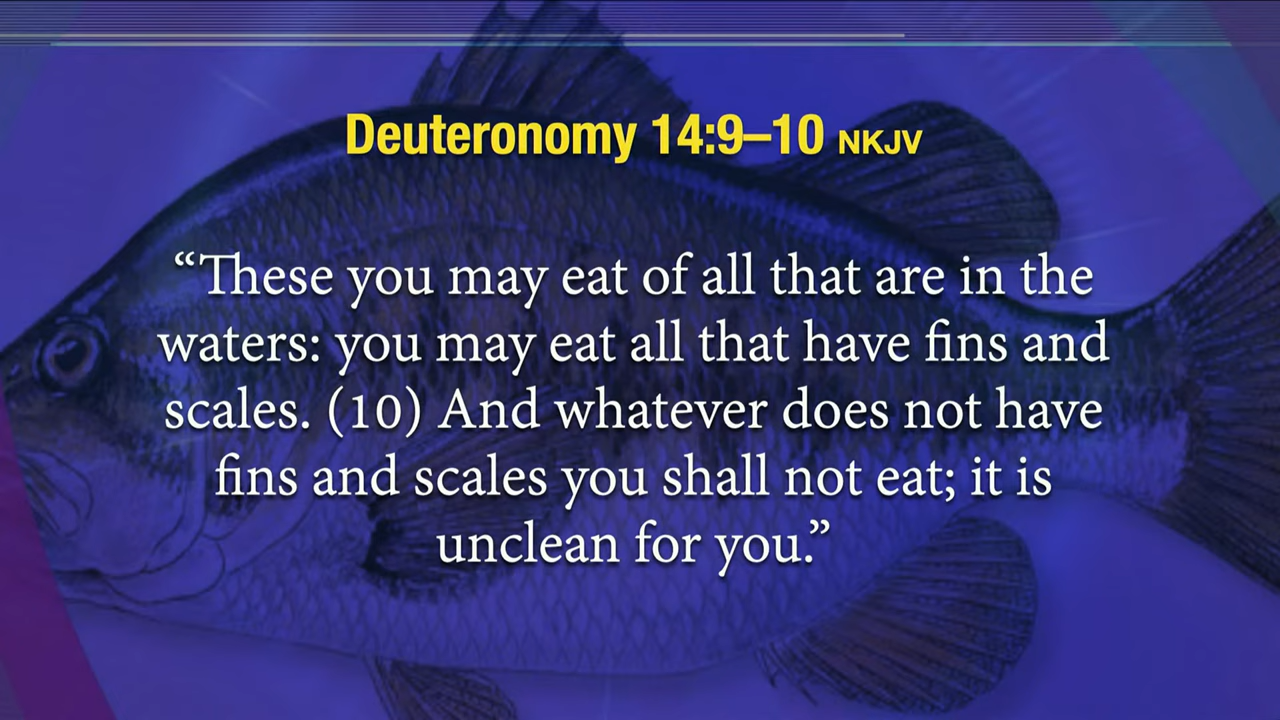 Deuteronomy 14:9–10 NKJV
“These you may eat of all that are in the
waters: you may eat all that have fins and
scales. (10) And whatever does not have
fins and scales you shall not eat; it is
unclean for you.”